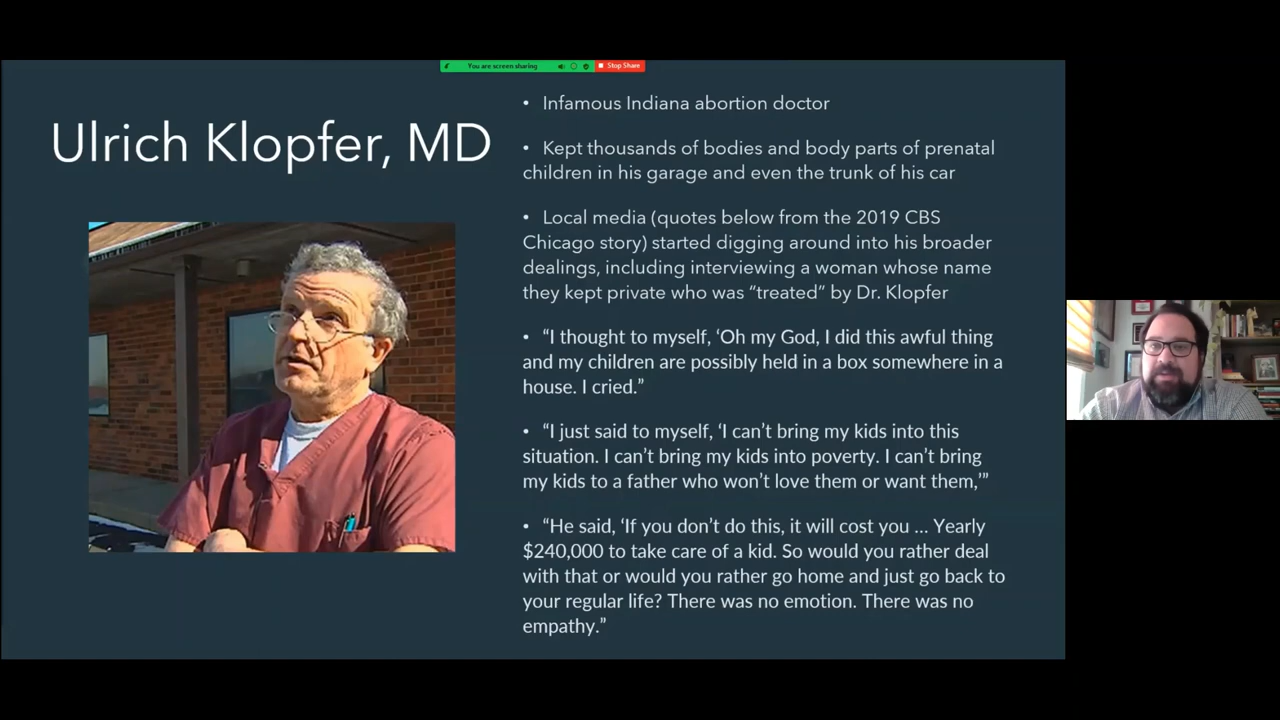 You are screen sharing
Stop Share
Ulrich Klopfer, MD
• Infamous Indiana abortion doctor
• Kept thousands of bodies and body parts of prenatal
children in his garage and even the trunk of his car
• Local media (quotes below from the 2019 CBS
Chicago story) started digging around into his broader
dealings, including interviewing a woman whose name
they kept private who was “treated” by Dr. Klopfer
• “I thought to myself, ‘Oh my God, I did this awful thing
and my children are possibly held in a box somewhere in a
house. I cried.”
• “I just said to myself, ‘I can’t bring my kids into this
situation. I can’t bring my kids into poverty. I can’t bring
my kids to a father who won’t love them or want them,’”
• “He said, ‘If you don’t do this, it will cost you ... Yearly
$240,000 to take care of a kid. So would you rather deal
with that or would you rather go home and just go back to
your regular life? There was no emotion. There was no
empathy.”